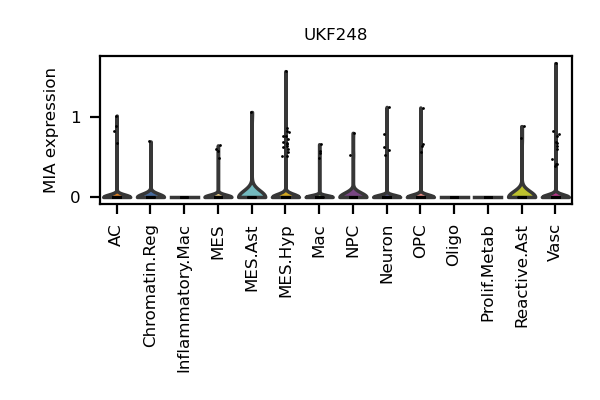 UKF248
MIA expression
1
0
AC
Chromatin.Reg
Inflammatory.Mac
MES
MES.Ast
MES.Hyp
Mac
NPC
Neuron
OPC
Oligo
Prolif.Metab
Reactive.Ast
Vasc